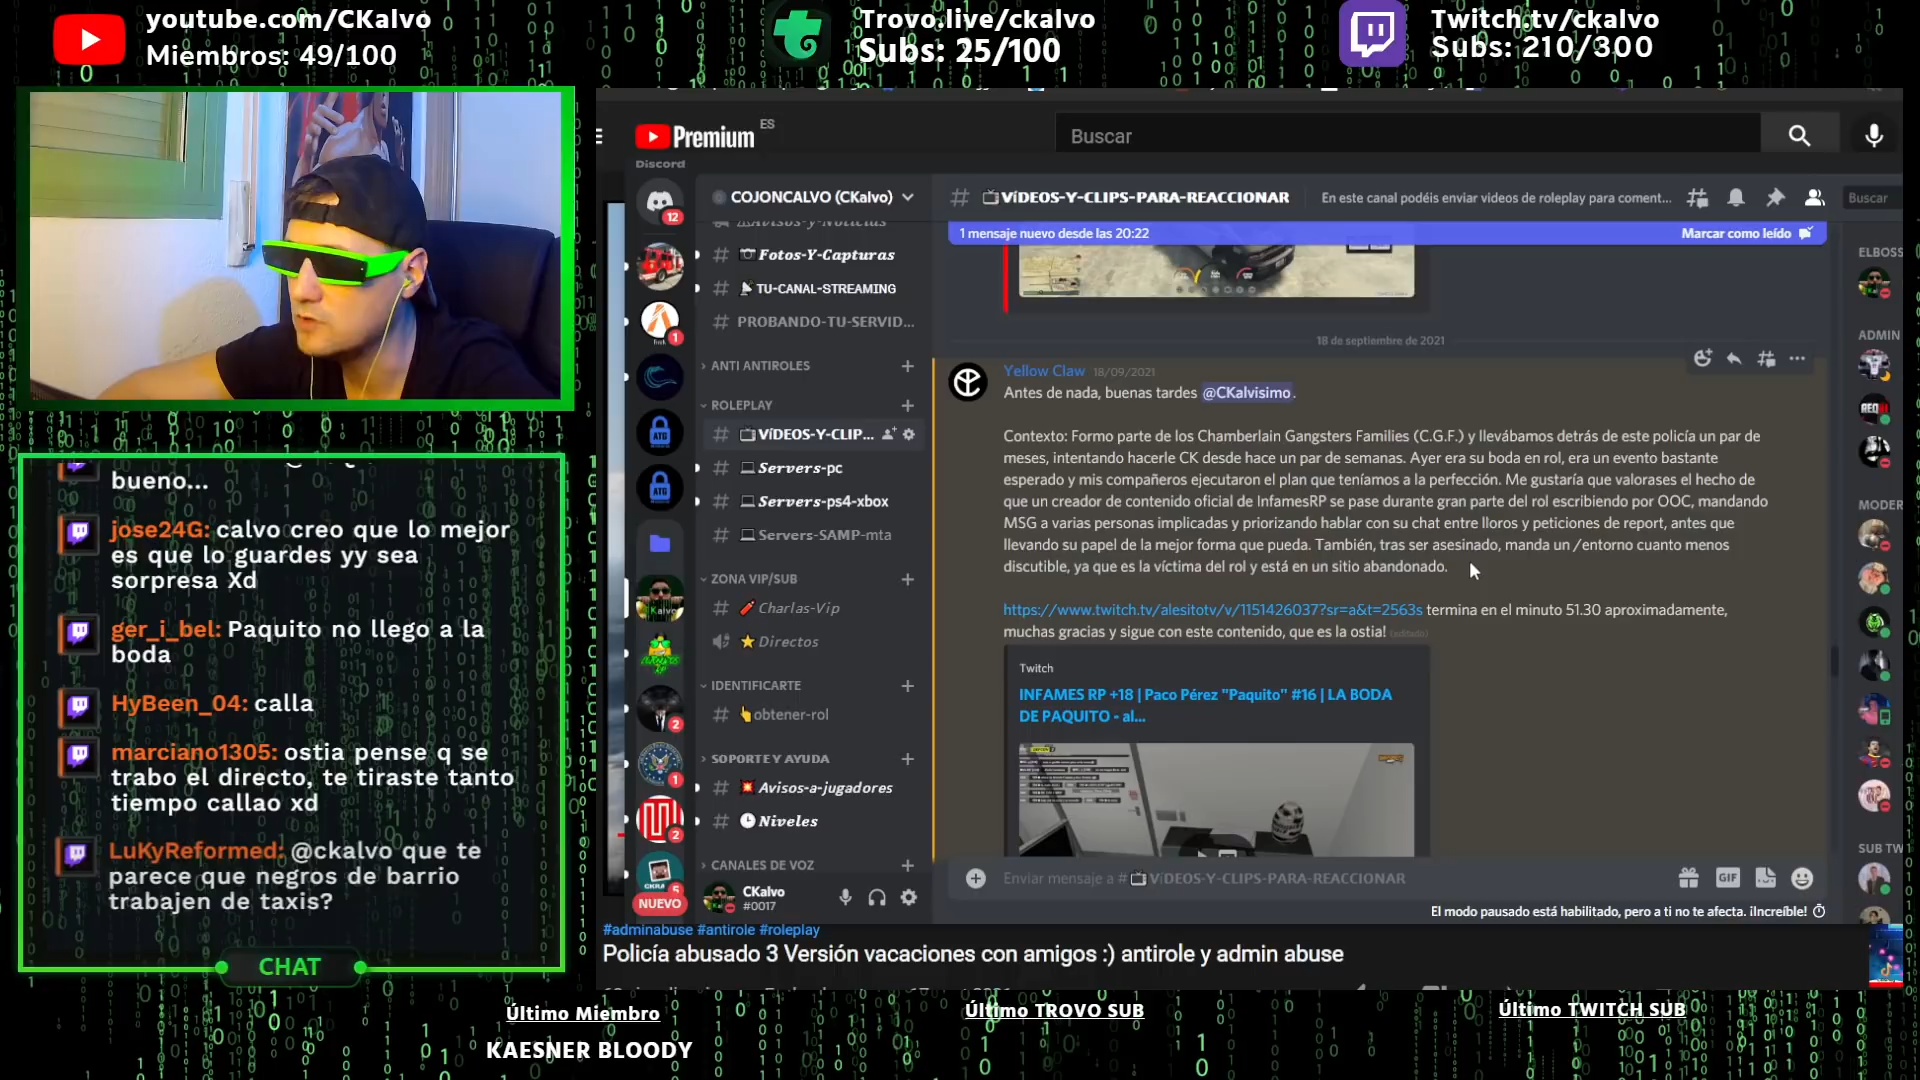 youtube.com/CKalvo
Miembros: 49/100
Trovo.live/ckalvo
Subs: 25/100
Twitch.tv/ckalvo
Subs: 210/300
bueno...
jose24G: calvo creo que lo mejor
es que lo guardes yy sea
sorpresa Xd
ger_i_bel: Paquito no llego a la
boda
HyBeen_04: calla
marciano1305: ostia pense q se
trabo el directo, te tiraste tanto
tiempo callao xd
LuKyReformed: @ckalvo que te
parece que negros de barrio
trabajen de taxis?
CHAT
Premium ES
Buscar
Discord
12
1
2
1
2
5
NUEVO
COJONCALVO (CKalvo)
Avisos-y-Noticias
# Fotos-Y-Capturas
# TU-CANAL-STREAMING
# PROBANDO-TU-SERVID...
ANTI ANTIROLES
ROLEPLAY
# VíDEOS-Y-CLIP...
# Servers-pc
# Servers-ps4-xbox
# Servers-SAMP-mta
ZONA VIP/SUB
# Charlas-Vip
Directos
IDENTIFICARTE
# obtener-rol
SOPORTE Y AYUDA
# Avisos-a-jugadores
# Niveles
CANALES DE VOZ
CKalvo
#0017
# VíDEOS-Y-CLIPS-PARA-REACCIONAR
En este canal podéis enviar videos de roleplay para coment...
Buscar
1 mensaje nuevo desde las 20:22
Marcar como leído
18 de septiembre de 2021
Yellow Claw 18/09/2021
Antes de nada, buenas tardes @CKalvisimo.
Contexto: Formo parte de los Chamberlain Gangsters Families (C.G.F.) y llevábamos detrás de este policía un par de
meses, intentando hacerle CK desde hace un par de semanas. Ayer era su boda en rol, era un evento bastante
esperado y mis compañeros ejecutaron el plan que teníamos a la perfección. Me gustaría que valorases el hecho de
que un creador de contenido oficial de InfamesRP se pase durante gran parte del rol escribiendo por OOC, mandando
MSG a varias personas implicadas y priorizando hablar con su chat entre lloros y peticiones de report, antes que
llevando su papel de la mejor forma que pueda. También, tras ser asesinado, manda un /entorno cuanto menos
discutible, ya que es la víctima del rol y está en un sitio abandonado.
https://www.twitch.tv/alesitotv/v/1151426037?sr=a&t=2563s termina en el minuto 51.30 aproximadamente,
muchas gracias y sigue con este contenido, que es la ostia! (editado)
Twitch
INFAMES RP +18 | Paco Pérez "Paquito" #16 | LA BODA
DE PAQUITO - al...
Enviar mensaje a # VíDEOS-Y-CLIPS-PARA-REACCIONAR
GIF
El modo pausado está habilitado, pero a ti no te afecta. ¡Increíble!
ELBOSS
ADMIN
MODER
SUB TW
#adminabuse #antirole #roleplay
Policía abusado 3 Versión vacaciones con amigos :) antirole y admin abuse
Último Miembro
KAESNER BLOODY
Último TROVO SUB
Último TWITCH SUB